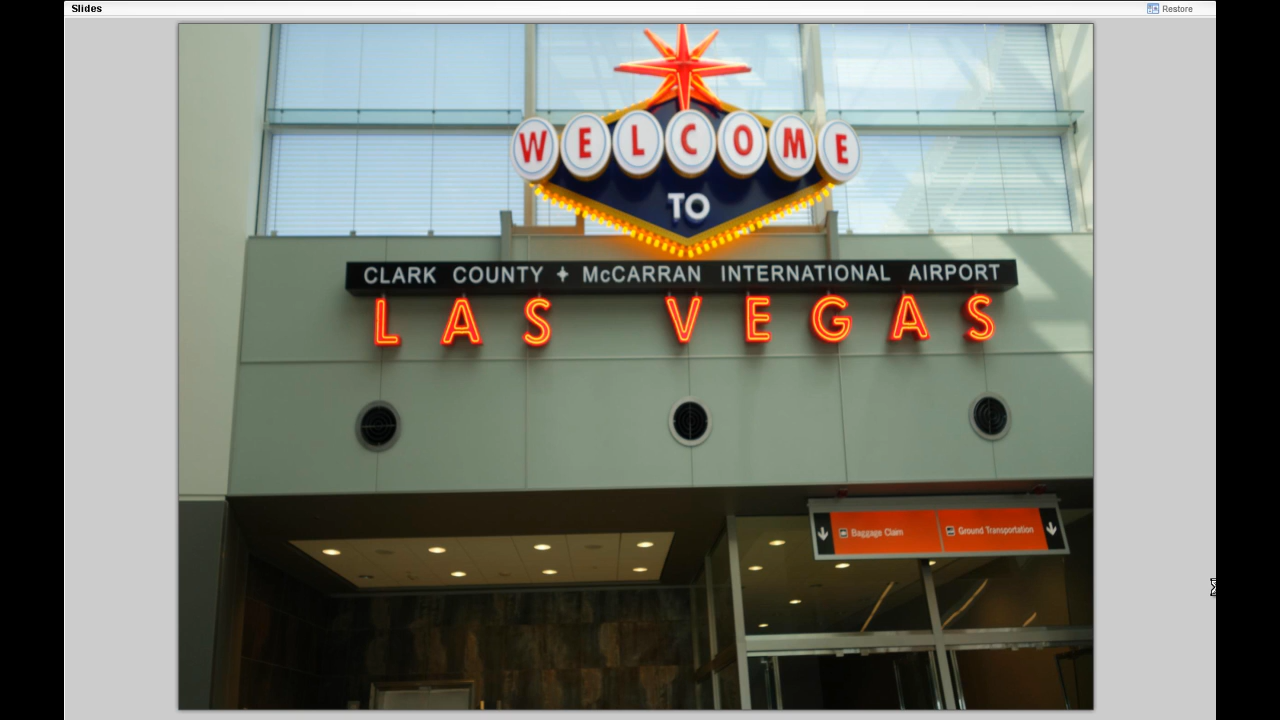 Slides
Restore
WELCOME
TO
CLARK COUNTY ✦ McCARRAN INTERNATIONAL AIRPORT
LAS VEGAS
Baggage Claim
Ground Transportation